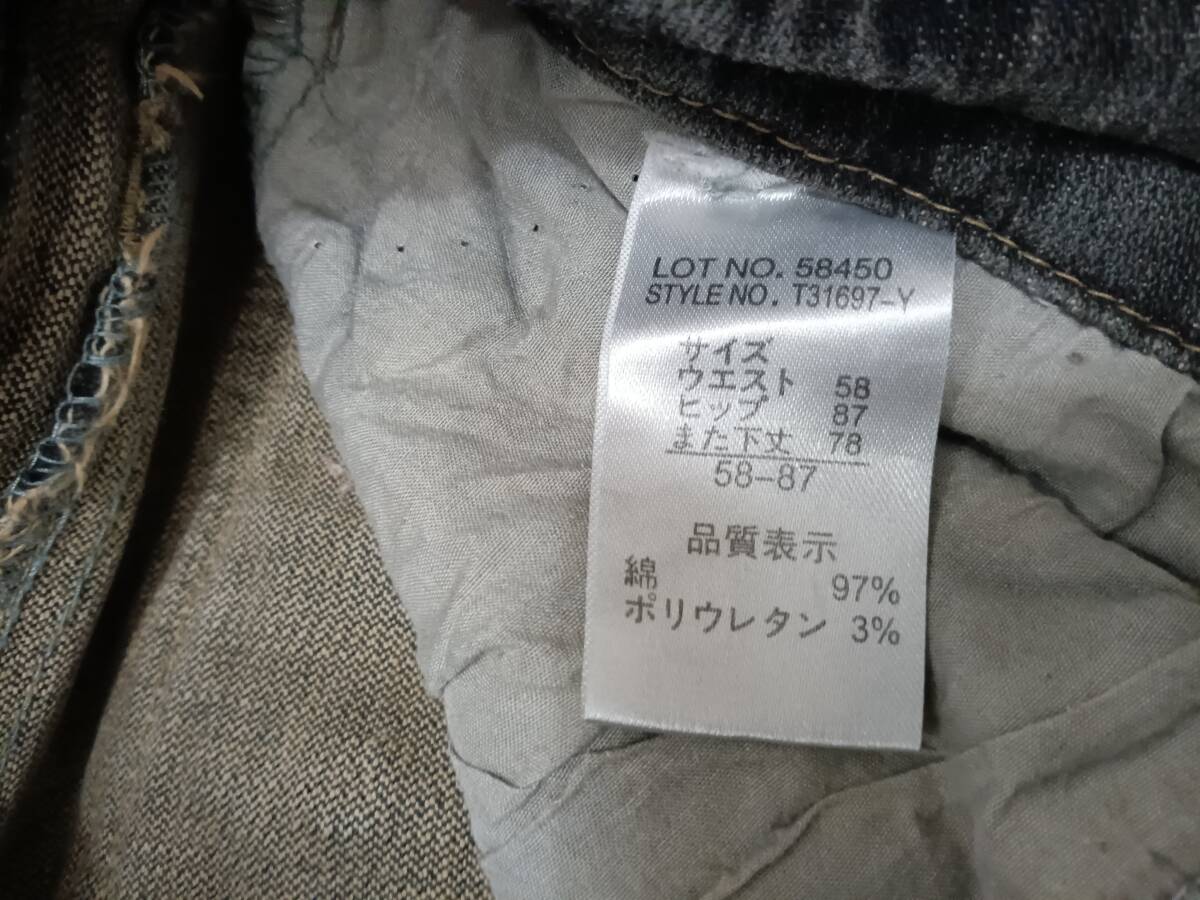 LOT NO. 58450
STYLE NO. T31697-Y
サイズ
ウエスト 58
ヒップ 87
また下丈 78
58-87
品質表示
綿 97%
ポリウレタン 3%